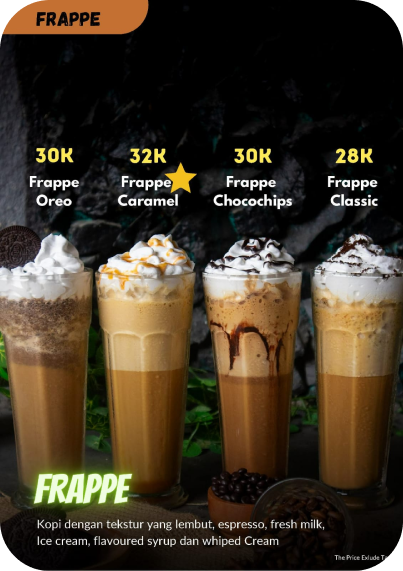 FRAPPE
30K
Frappe
Oreo
32K
Frappe
Caramel
30K
Frappe
Chocochips
28K
Frappe
Classic
FRAPPE
Kopi dengan tekstur yang lembut, espresso, fresh milk,
Ice cream, flavoured syrup dan whiped Cream
The Price Exlude